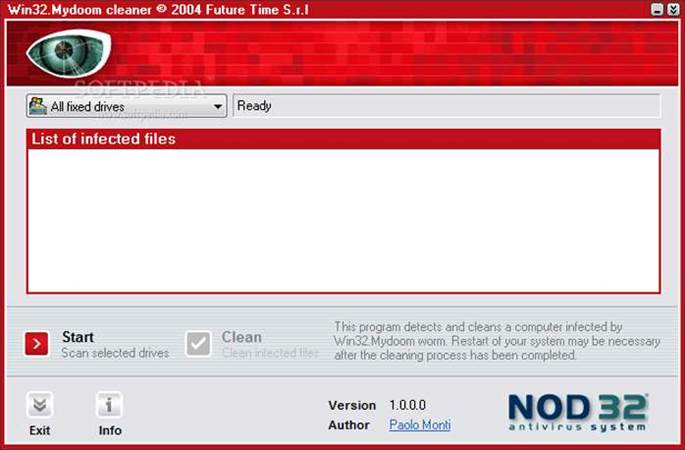 Win32.Mydoom cleaner © 2004 Future Time S.r.l
SOFTPEDIA
www.softpedia.com
All fixed drives
Ready
List of infected files
Start
Scan selected drives
Clean
Clean infected files
This program detects and cleans a computer infected by
Win32.Mydoom worm. Restart of your system may be necessary
after the cleaning process has been completed.
Exit
Info
Version 1.0.0.0
Author Paolo Monti
NOD32
antivirus system